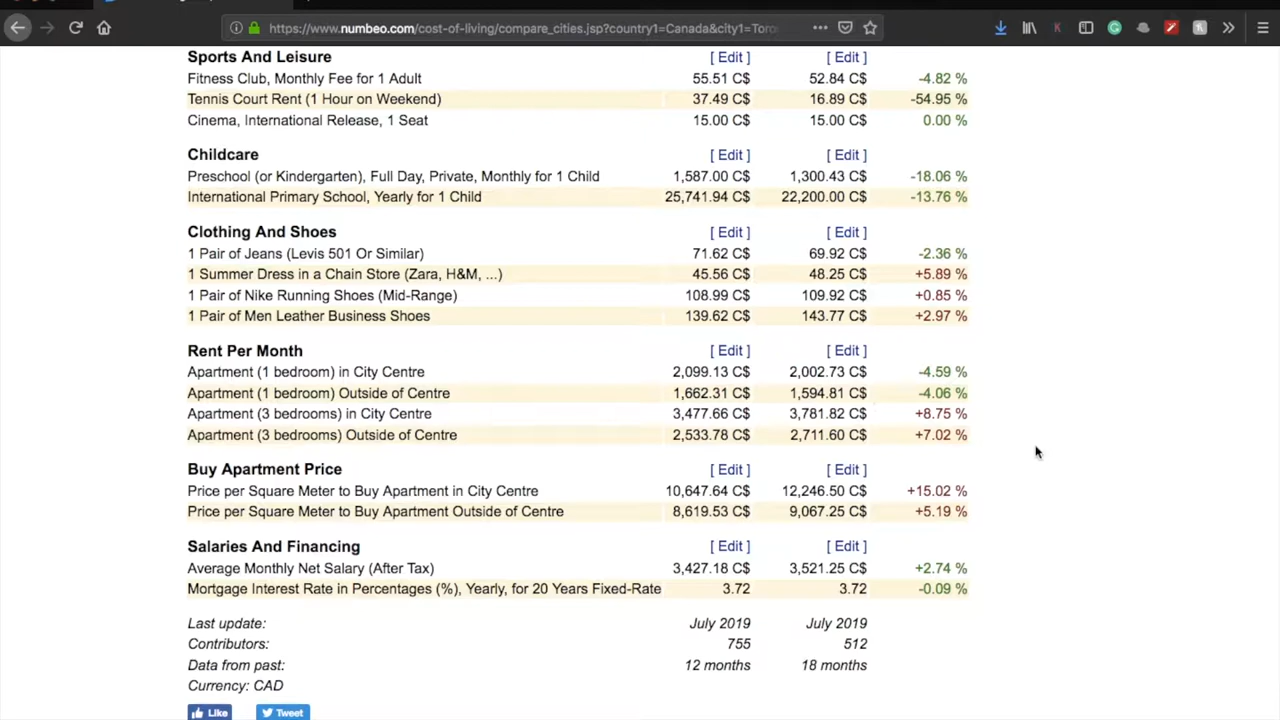 https://www.numbeo.com/cost-of-living/compare_cities.jsp?country1=Canada&city1=Toro
Sports And Leisure [ Edit ] [ Edit ]
Fitness Club, Monthly Fee for 1 Adult 55.51 C$ 52.84 C$ -4.82 %
Tennis Court Rent (1 Hour on Weekend) 37.49 C$ 16.89 C$ -54.95 %
Cinema, International Release, 1 Seat 15.00 C$ 15.00 C$ 0.00 %
Childcare [ Edit ] [ Edit ]
Preschool (or Kindergarten), Full Day, Private, Monthly for 1 Child 1,587.00 C$ 1,300.43 C$ -18.06 %
International Primary School, Yearly for 1 Child 25,741.94 C$ 22,200.00 C$ -13.76 %
Clothing And Shoes [ Edit ] [ Edit ]
1 Pair of Jeans (Levis 501 Or Similar) 71.62 C$ 69.92 C$ -2.36 %
1 Summer Dress in a Chain Store (Zara, H&M, ...) 45.56 C$ 48.25 C$ +5.89 %
1 Pair of Nike Running Shoes (Mid-Range) 108.99 C$ 109.92 C$ +0.85 %
1 Pair of Men Leather Business Shoes 139.62 C$ 143.77 C$ +2.97 %
Rent Per Month [ Edit ] [ Edit ]
Apartment (1 bedroom) in City Centre 2,099.13 C$ 2,002.73 C$ -4.59 %
Apartment (1 bedroom) Outside of Centre 1,662.31 C$ 1,594.81 C$ -4.06 %
Apartment (3 bedrooms) in City Centre 3,477.66 C$ 3,781.82 C$ +8.75 %
Apartment (3 bedrooms) Outside of Centre 2,533.78 C$ 2,711.60 C$ +7.02 %
Buy Apartment Price [ Edit ] [ Edit ]
Price per Square Meter to Buy Apartment in City Centre 10,647.64 C$ 12,246.50 C$ +15.02 %
Price per Square Meter to Buy Apartment Outside of Centre 8,619.53 C$ 9,067.25 C$ +5.19 %
Salaries And Financing [ Edit ] [ Edit ]
Average Monthly Net Salary (After Tax) 3,427.18 C$ 3,521.25 C$ +2.74 %
Mortgage Interest Rate in Percentages (%), Yearly, for 20 Years Fixed-Rate 3.72 3.72 -0.09 %
Last update: July 2019 July 2019
Contributors: 755 512
Data from past: 12 months 18 months
Currency: CAD
Like Tweet